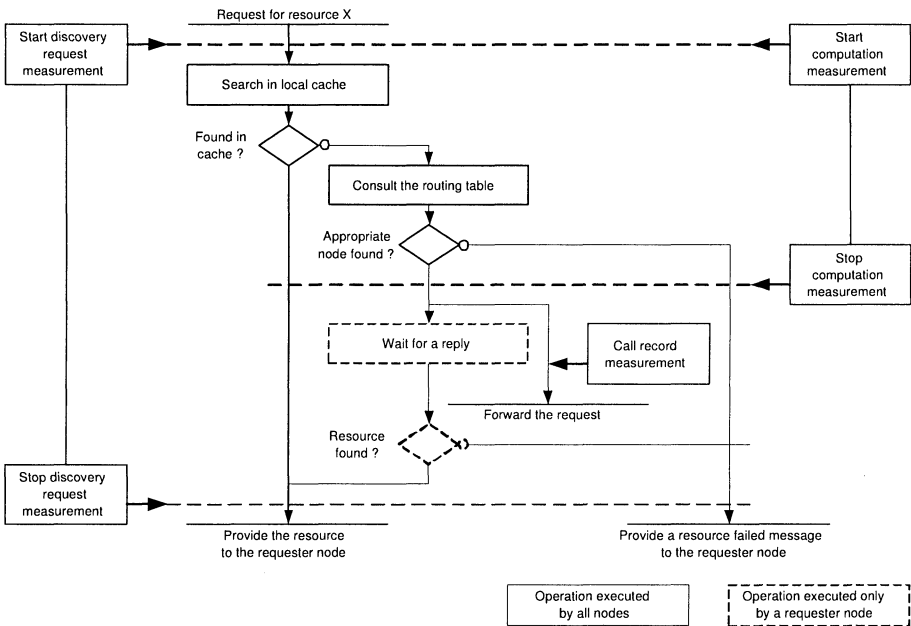 Request for resource X
Start discovery
request
measurement
Start
computation
measurement
Search in local cache
Found in
cache ?
Consult the routing table
Appropriate
node found ?
Stop
computation
measurement
Wait for a reply
Call record
measurement
Forward the request
Resource
found ?
Stop discovery
request
measurement
Provide the resource
to the requester node
Provide a resource failed message
to the requester node
Operation executed
by all nodes
Operation executed only
by a requester node